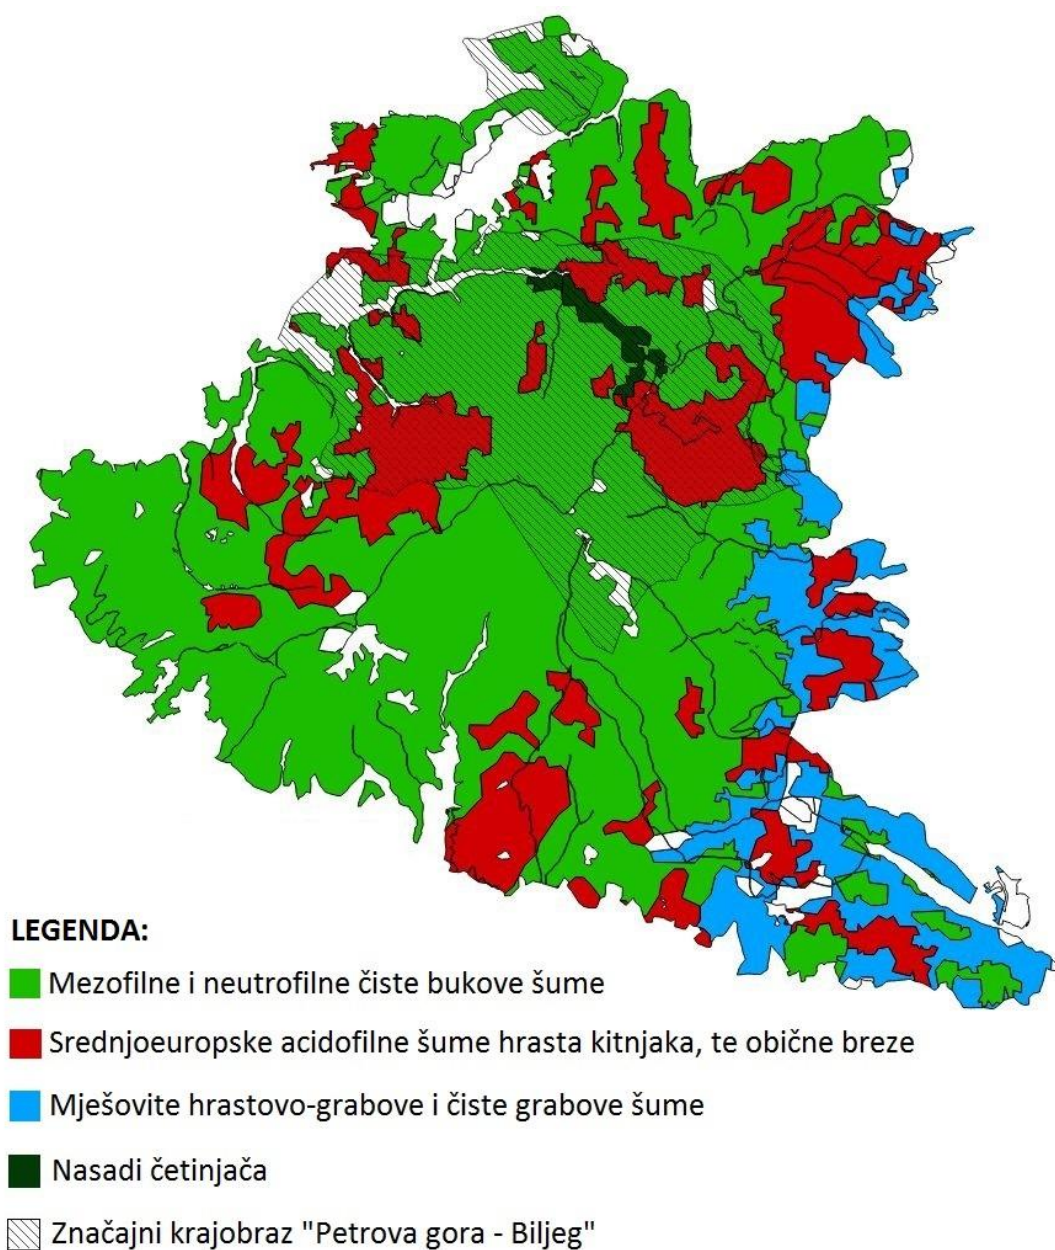 LEGENDA:
Mezofilne i neutrofilne čiste bukove šume
Srednjoeuropske acidofilne šume hrasta kitnjaka, te obične breze
Mješovite hrastovo-grabove i čiste grabove šume
Nasadi četinjača
Značajni krajobraz "Petrova gora - Biljeg"